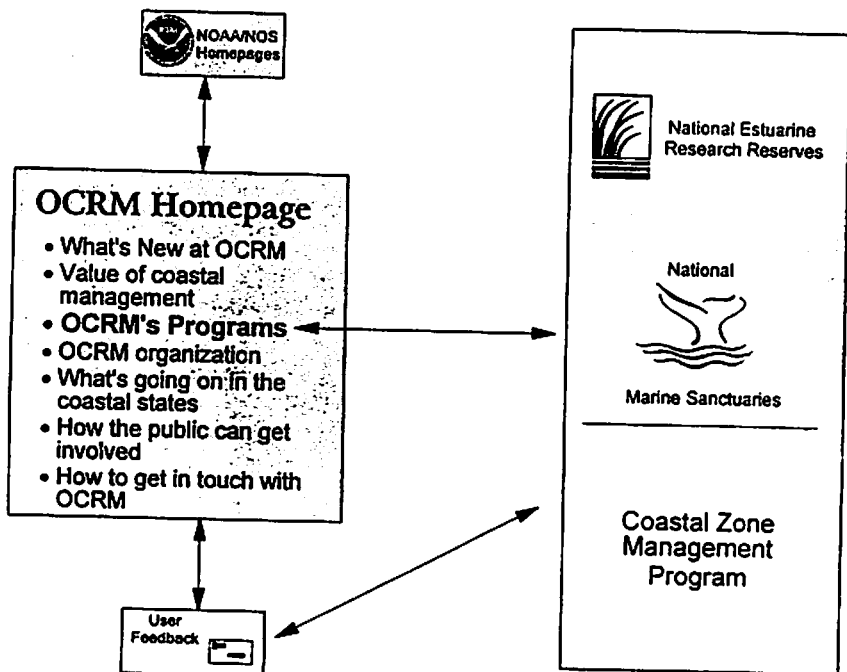 NOAA/NOS
Homepages
OCRM Homepage
• What's New at OCRM
• Value of coastal
management
• OCRM's Programs
• OCRM organization
• What's going on in the
coastal states
• How the public can get
involved
• How to get in touch with
OCRM
User
Feedback
National Estuarine
Research Reserves
National
Marine Sanctuaries
Coastal Zone
Management
Program